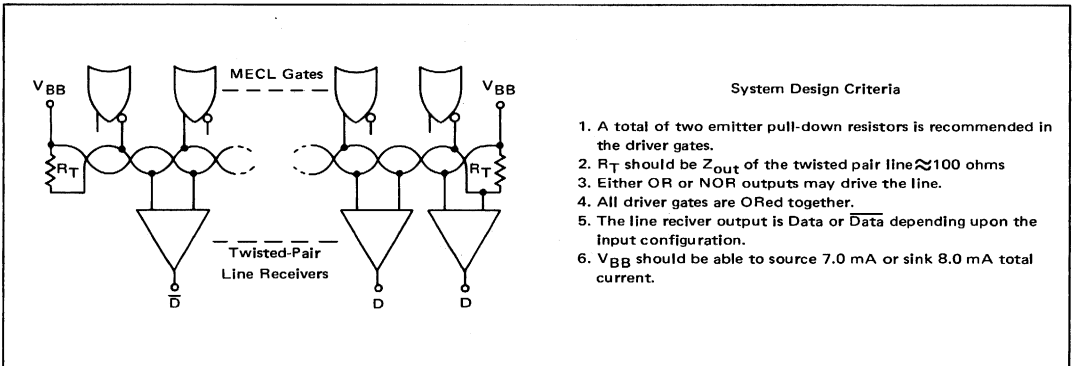 MECL Gates
V_BB
V_BB
R_T
R_T
Twisted-Pair
Line Receivers
D̅
D
D
System Design Criteria
1. A total of two emitter pull-down resistors is recommended in
the driver gates.
2. R_T should be Z_out of the twisted pair line ≈ 100 ohms
3. Either OR or NOR outputs may drive the line.
4. All driver gates are ORed together.
5. The line reciver output is Data or D̅a̅t̅a̅ depending upon the
input configuration.
6. V_BB should be able to source 7.0 mA or sink 8.0 mA total
current.